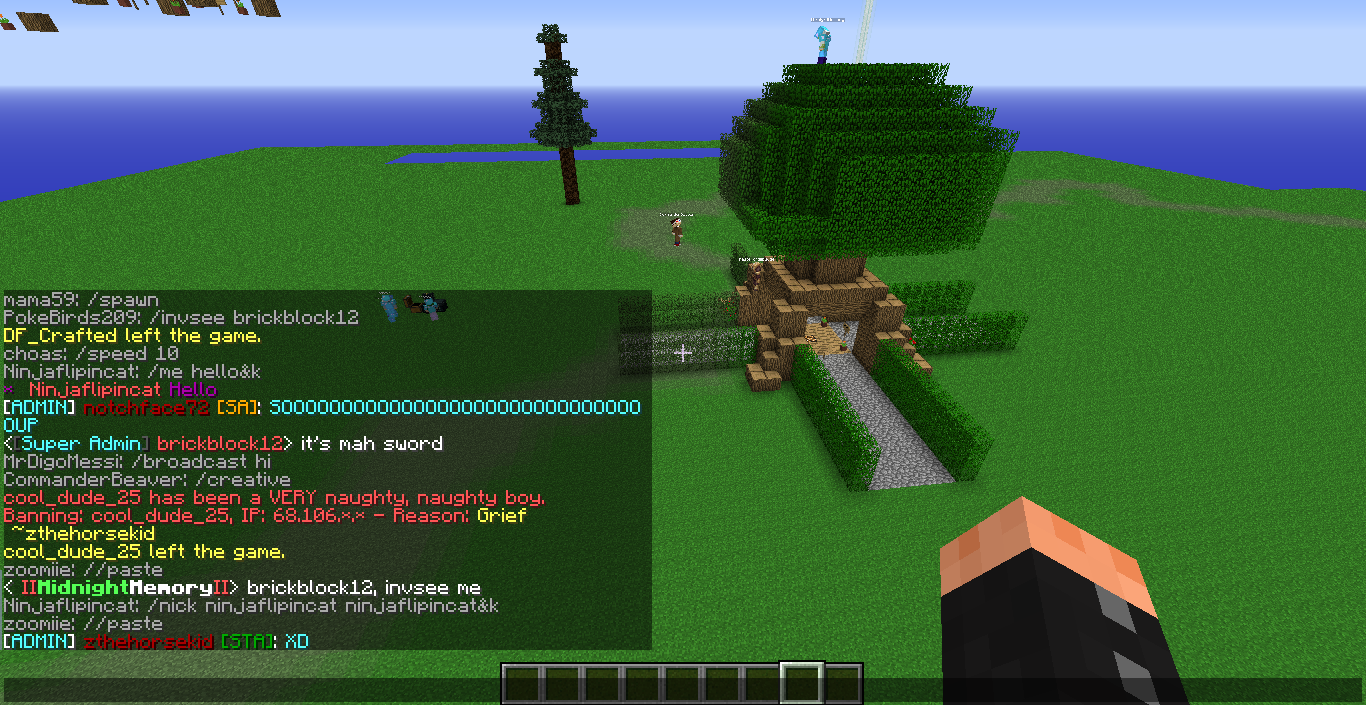 mama59: /spawn
PokeBirds209: /invsee brickblock12
DF_Crafted left the game.
choas: /speed 10
Ninjaflipincat: /me hello&k
* Ninjaflipincat Hello
[ADMIN] notchface72 [SA]: SOOOOOOOOOOOOOOOOOOOOOOOOOOOOOOO
OUP
<[Super Admin] brickblock12> it's mah sword
MrDigoMessi: /broadcast hi
CommanderBeaver: /creative
cool_dude_25 has been a VERY naughty, naughty boy.
Banning: cool_dude_25, IP: 68.106.*.* - Reason: Grief
~zthehorsekid
cool_dude_25 left the game.
zoomiie: //paste
< IIMidnightMemoryII> brickblock12, invsee me
Ninjaflipincat: /nick ninjaflipincat ninjaflipincat&k
zoomiie: //paste
[ADMIN] zthehorsekid [STA]: XD